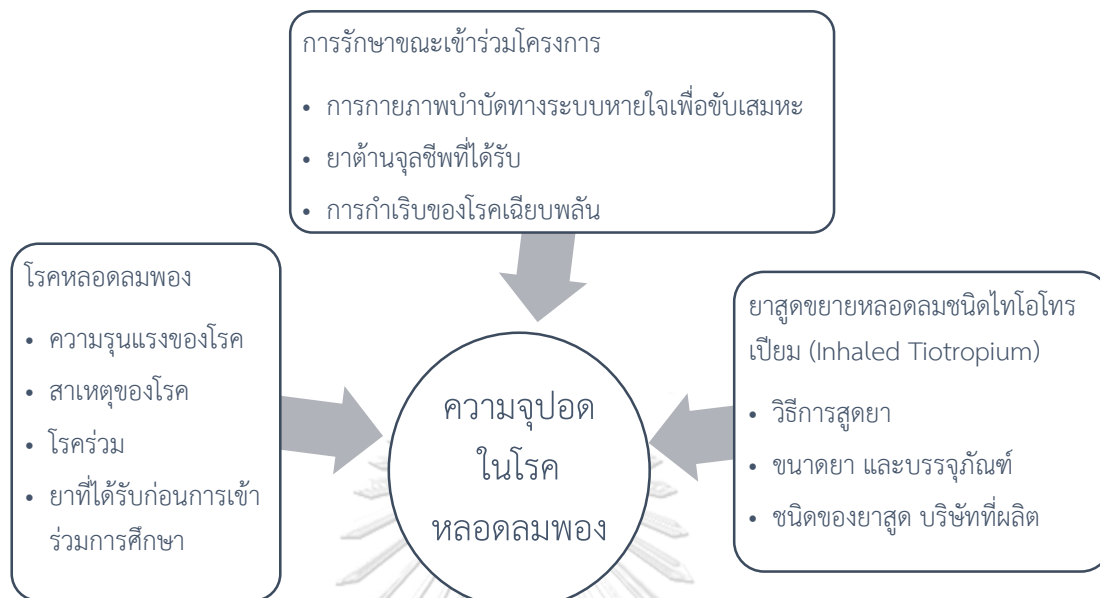 การรักษาขณะเข้าร่วมโครงการ
• การกายภาพบำบัดทางระบบหายใจเพื่อขับเสมหะ
• ยาต้านจุลชีพที่ได้รับ
• การกำเริบของโรคเฉียบพลัน
โรคหลอดลมพอง
• ความรุนแรงของโรค
• สาเหตุของโรค
• โรคร่วม
• ยาที่ได้รับก่อนการเข้า
ร่วมการศึกษา
ความจุปอด
ในโรค
หลอดลมพอง
ยาสูดขยายหลอดลมชนิดไทโอโทร
เปียม (Inhaled Tiotropium)
• วิธีการสูดยา
• ขนาดยา และบรรจุภัณฑ์
• ชนิดของยาสูด บริษัทที่ผลิต